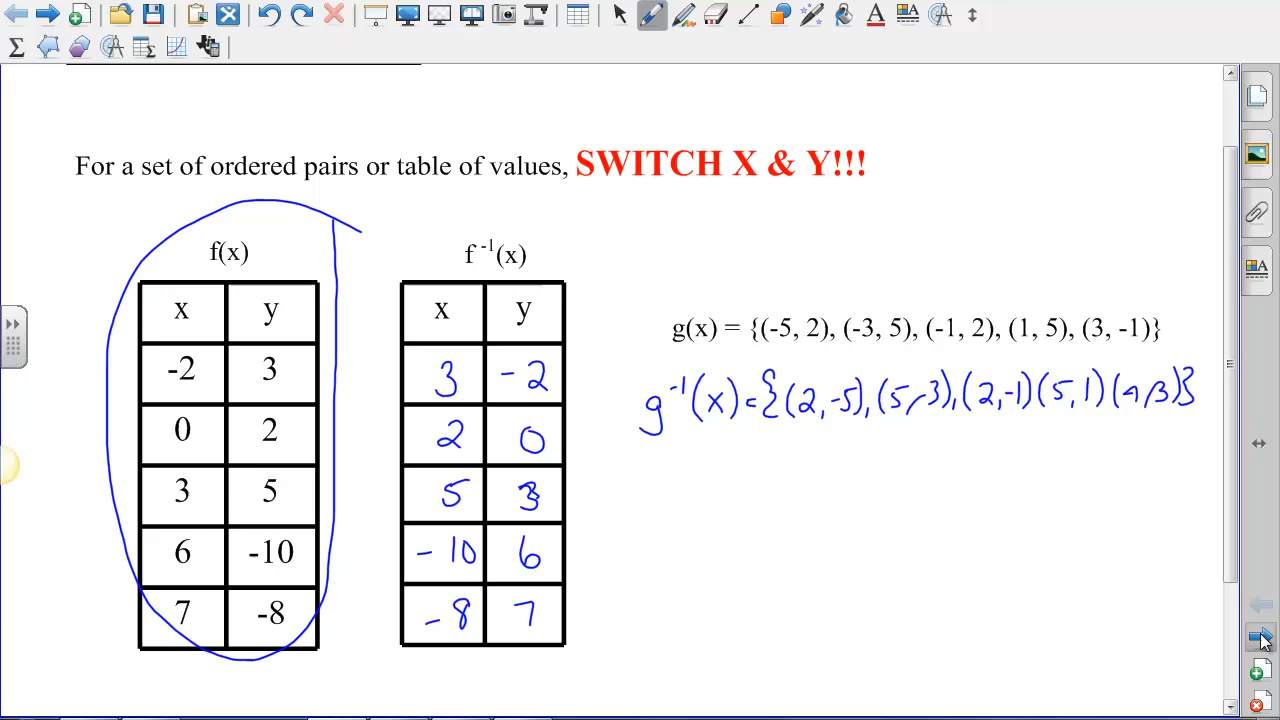 For a set of ordered pairs or table of values, SWITCH X & Y!!!
f(x)
x y
-2 3
0 2
3 5
6 -10
7 -8
f⁻¹(x)
x y
3 -2
2 0
5 3
-10 6
-8 7
g(x) = {(-5, 2), (-3, 5), (-1, 2), (1, 5), (3, -1)}
g⁻¹(x) = {(2, -5), (5, -3), (2, -1) (5, 1) (-1, 3)}